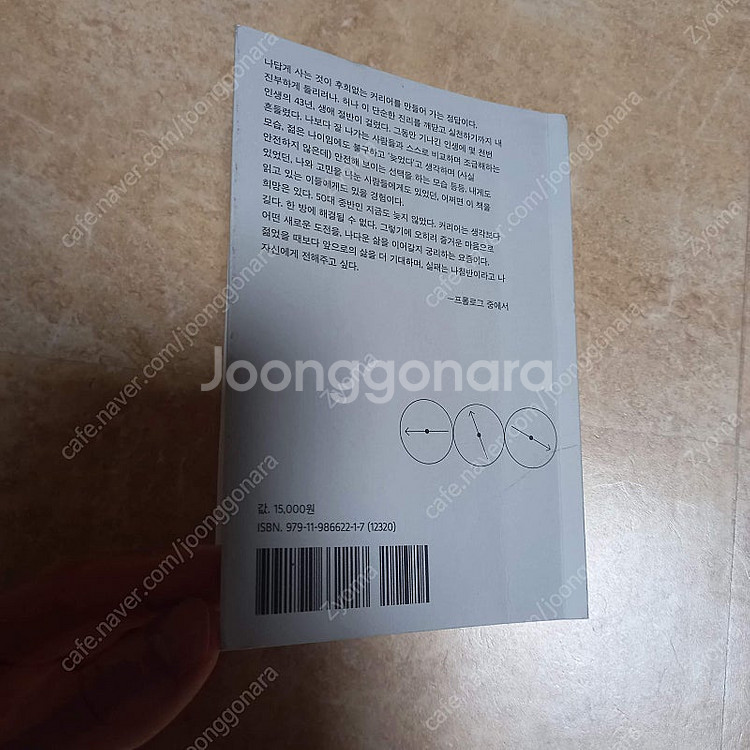 나답게 사는 것이 후회없는 커리어를 만들어 가는 정답이다.
진부하게 들리려나. 허나 이 단순한 진리를 깨닫고 실천하기까지 내
인생의 43년, 생애 절반이 걸렸다. 그동안 기나긴 인생에 몇 천번
흔들렸다. 나보다 잘 나가는 사람들과 스스로 비교하며 조급해하는
모습, 젊은 나이임에도 불구하고 '늦었다'고 생각하며 (사실
안전하지 않은데) 안전해 보이는 선택을 하는 모습 등등. 내게도
있었던, 나와 고민을 나눈 사람들에게도 있었던, 어쩌면 이 책을
읽고 있는 이들에게도 있을 경험이다.
희망은 있다. 50대 중반인 지금도 늦지 않았다. 커리어는 생각보다
길다. 한 방에 해결될 수 없다. 그렇기에 오히려 즐거운 마음으로
어떤 새로운 도전을, 나다운 삶을 이어갈지 궁리하는 요즘이다.
젊었을 때보다 앞으로의 삶을 더 기대하며, 실패는 나침반이라고 나
자신에게 전해주고 싶다.
–프롤로그 중에서
Joonggonara
값. 15,000원
ISBN. 979-11-986622-1-7 (12320)
cafe.naver.com/joonggonara
Zyoma